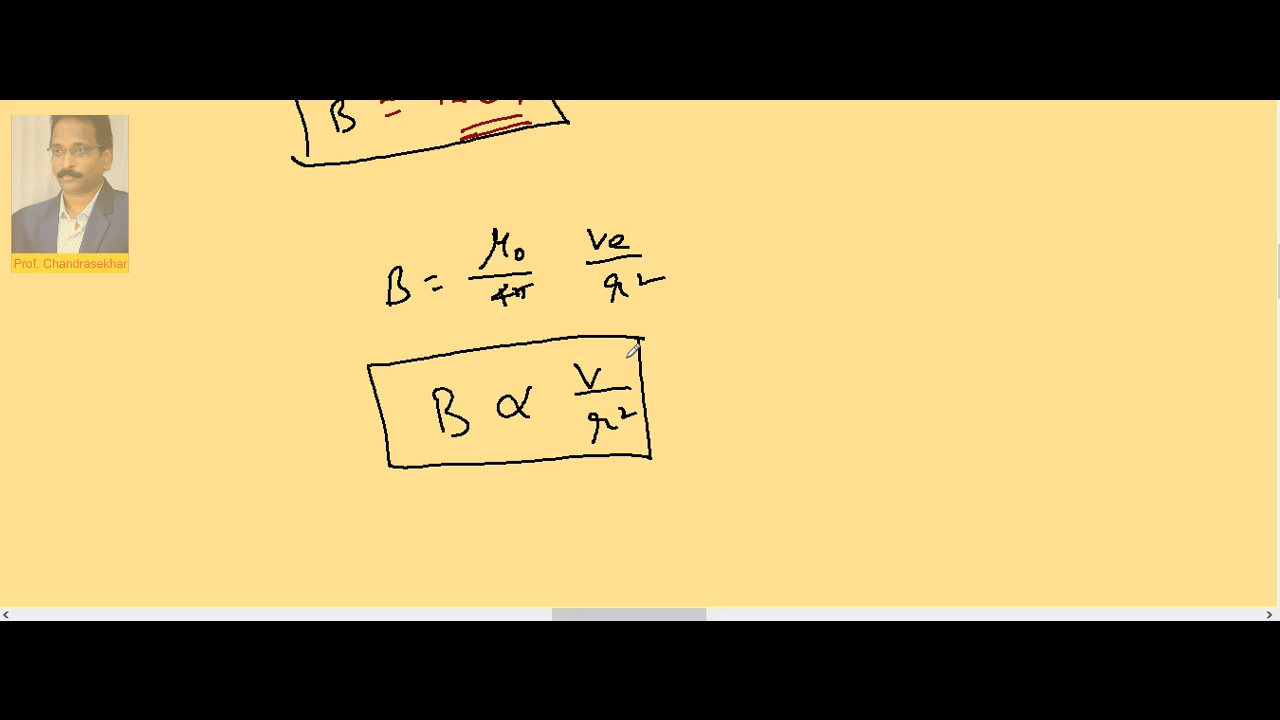 B =
Prof. Chandrasekhar
B = μ₀/4π ve/r²
B ∝ v/r²